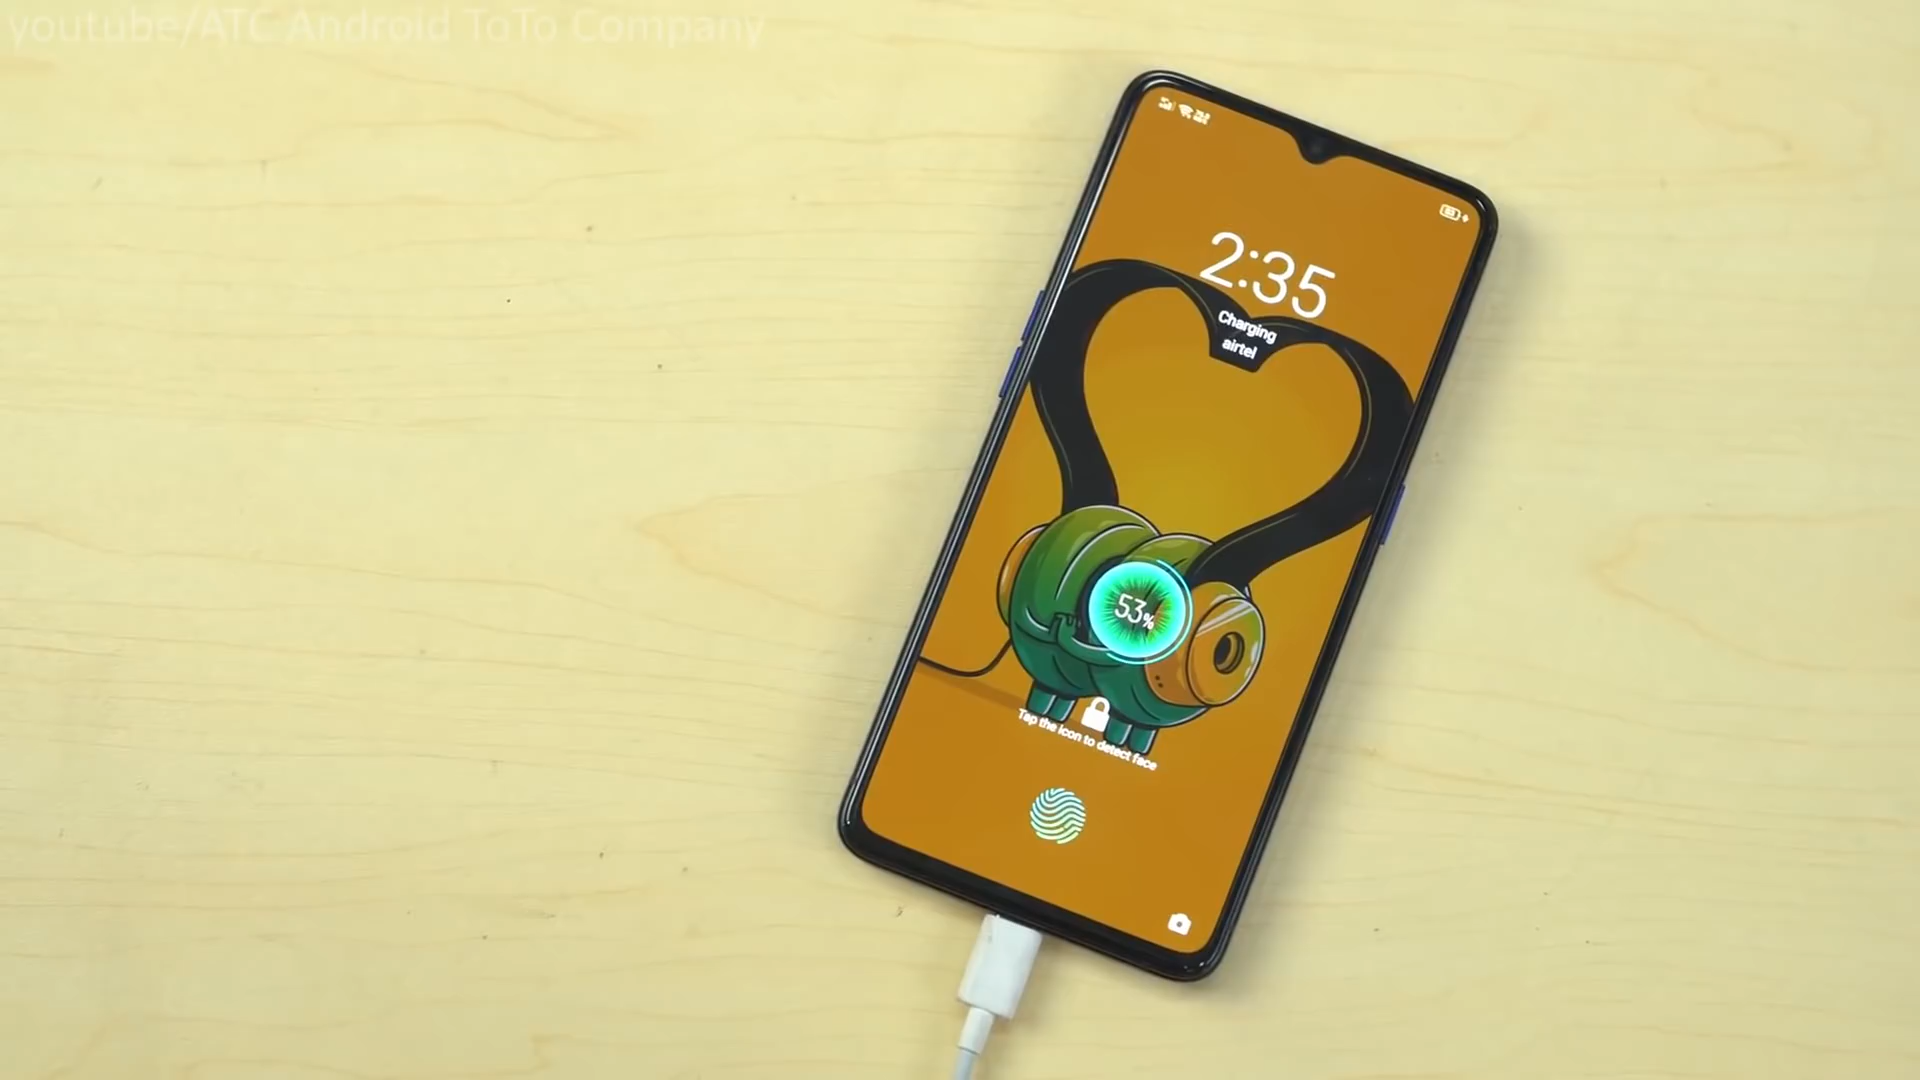 youtube/ATC Android ToTo Company
2:35
Charging
airtel
53%
Tap the icon to detect face